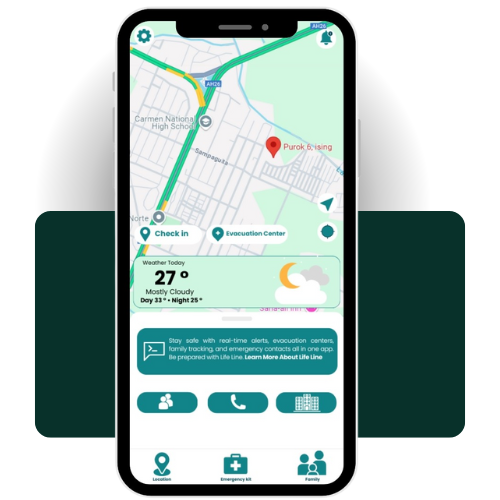 AH26
AH26
Carmen National
High School
Purok 6, ising
Sampaguita
Norte
Check in
Evacuation Center
Weather Today
27 °
Mostly Cloudy
Day 33 ° • Night 25 °
Stay safe with real-time alerts, evacuation centers,
family tracking, and emergency contacts all in one app.
Be prepared with Life Line. Learn More About Life Line
Location
Emergency kit
Family